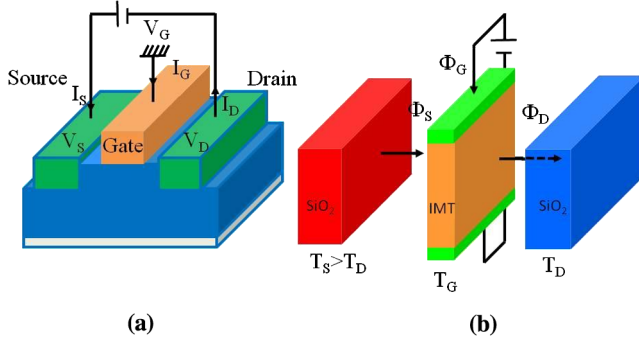 V_G
Source
I_G
Drain
I_S
I_D
V_S
Gate
V_D
(a)
Φ_G
Φ_S
Φ_D
SiO₂
IMT
SiO₂
T_S>T_D
T_G
T_D
(b)